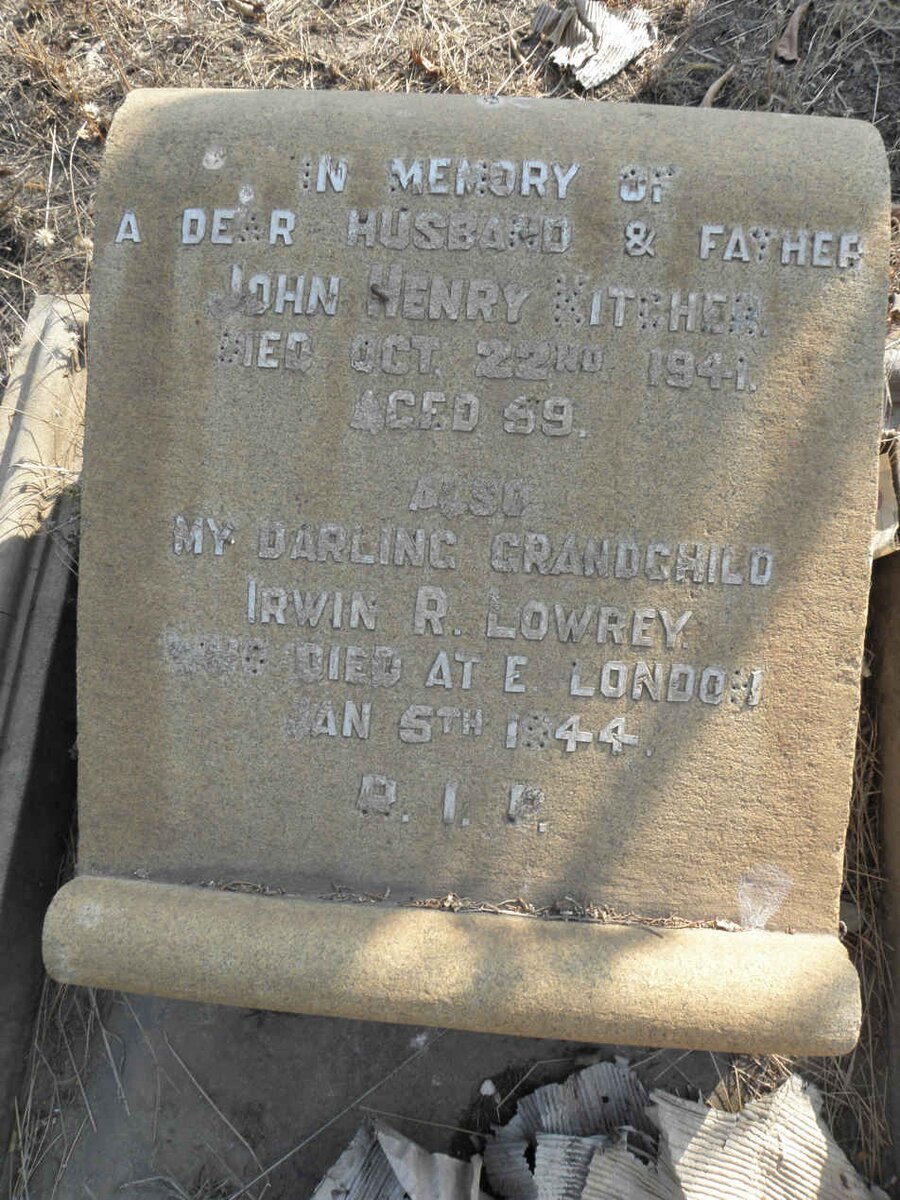 IN MEMORY OF
A DEAR HUSBAND & FATHER
JOHN HENRY KITCHER.
DIED OCT. 22ND 1941.
AGED 59.
ALSO
MY DARLING GRANDCHILD
IRWIN R. LOWREY.
WHO DIED AT E. LONDON
JAN 5TH 1944.
R. I. P.